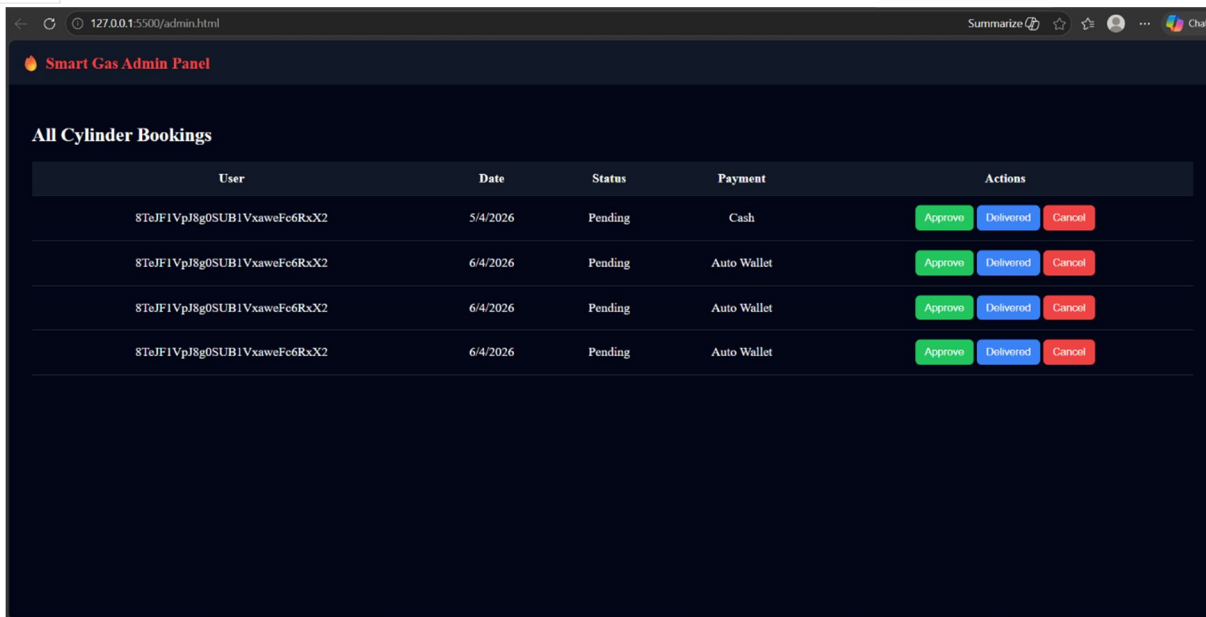 127.0.0.1:5500/admin.html Summarize Chat
Smart Gas Admin Panel
All Cylinder Bookings
User Date Status Payment Actions
8TeJF1VpJ8g0SUB1VxaweFc6RxX2 5/4/2026 Pending Cash Approve Delivered Cancel
8TeJF1VpJ8g0SUB1VxaweFc6RxX2 6/4/2026 Pending Auto Wallet Approve Delivered Cancel
8TeJF1VpJ8g0SUB1VxaweFc6RxX2 6/4/2026 Pending Auto Wallet Approve Delivered Cancel
8TeJF1VpJ8g0SUB1VxaweFc6RxX2 6/4/2026 Pending Auto Wallet Approve Delivered Cancel